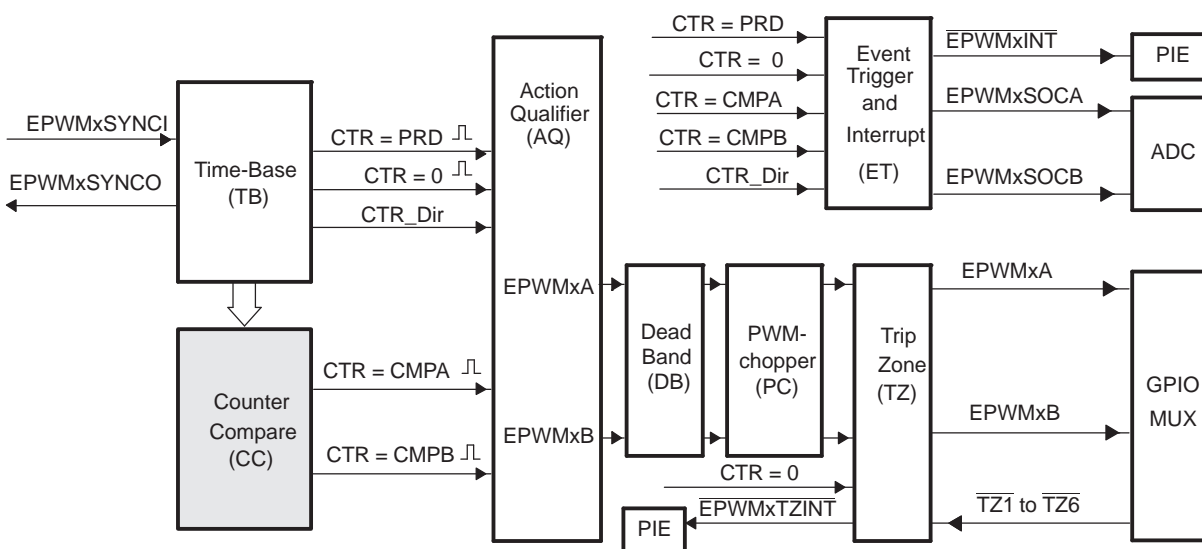 EPWMxSYNCI
EPWMxSYNCO
Time-Base
(TB)
CTR = PRD
CTR = 0
CTR_Dir
Counter
Compare
(CC)
CTR = CMPA
CTR = CMPB
Action
Qualifier
(AQ)
EPWMxA
EPWMxB
CTR = PRD
CTR = 0
CTR = CMPA
CTR = CMPB
CTR_Dir
Event
Trigger
and
Interrupt
(ET)
EPWMxINT
EPWMxSOCA
EPWMxSOCB
PIE
ADC
Dead
Band
(DB)
PWM-
chopper
(PC)
Trip
Zone
(TZ)
CTR = 0
EPWMxTZINT
PIE
EPWMxA
EPWMxB
TZ1 to TZ6
GPIO
MUX